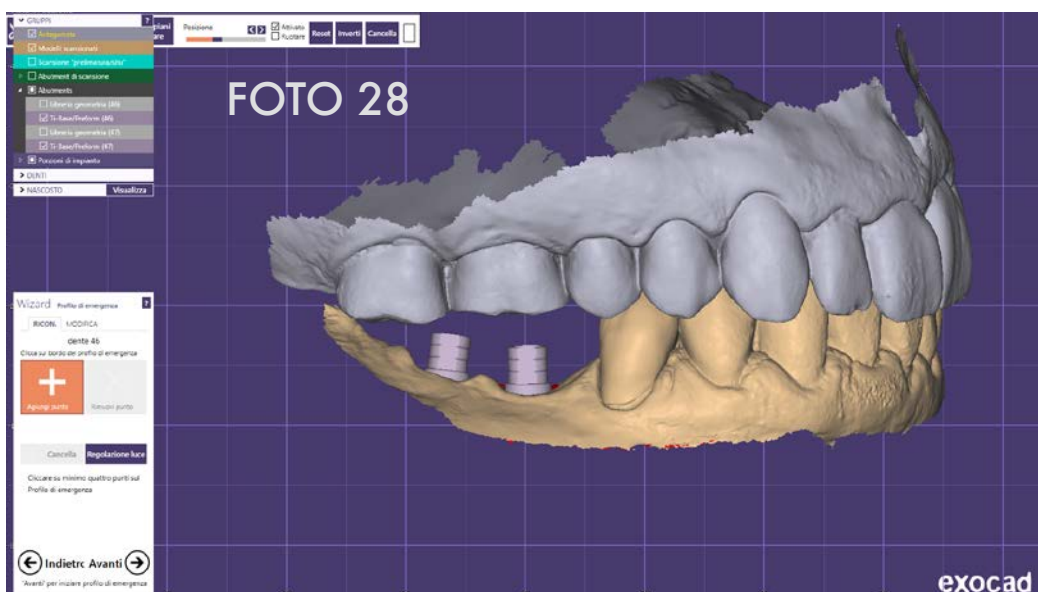 GRUPPI ?
Antagonista
Modelli scansionati
Scansione "prelimatura/situ"
Abutment di scansione
Abutments
Libreria geometria (46)
Ti-Base/Preform (46)
Libreria geometria (47)
Ti-Base/Preform (47)
Porzioni di impianto
DENTI
NASCOSTO Visualizza
Posizione
Attivato
Ruotare
Reset Inverti Cancella
FOTO 28
Wizard Profilo di emergenza ?
RICON. MODIFICA
dente 46
Clicca sul bordo del profilo di emergenza
Aggiungi punto Rimuovi punto
Cancella Regolazione luce
Cliccare su minimo quattro punti sul
Profilo di emergenza
Indietro Avanti
'Avanti' per iniziare profilo di emergenza
exocad